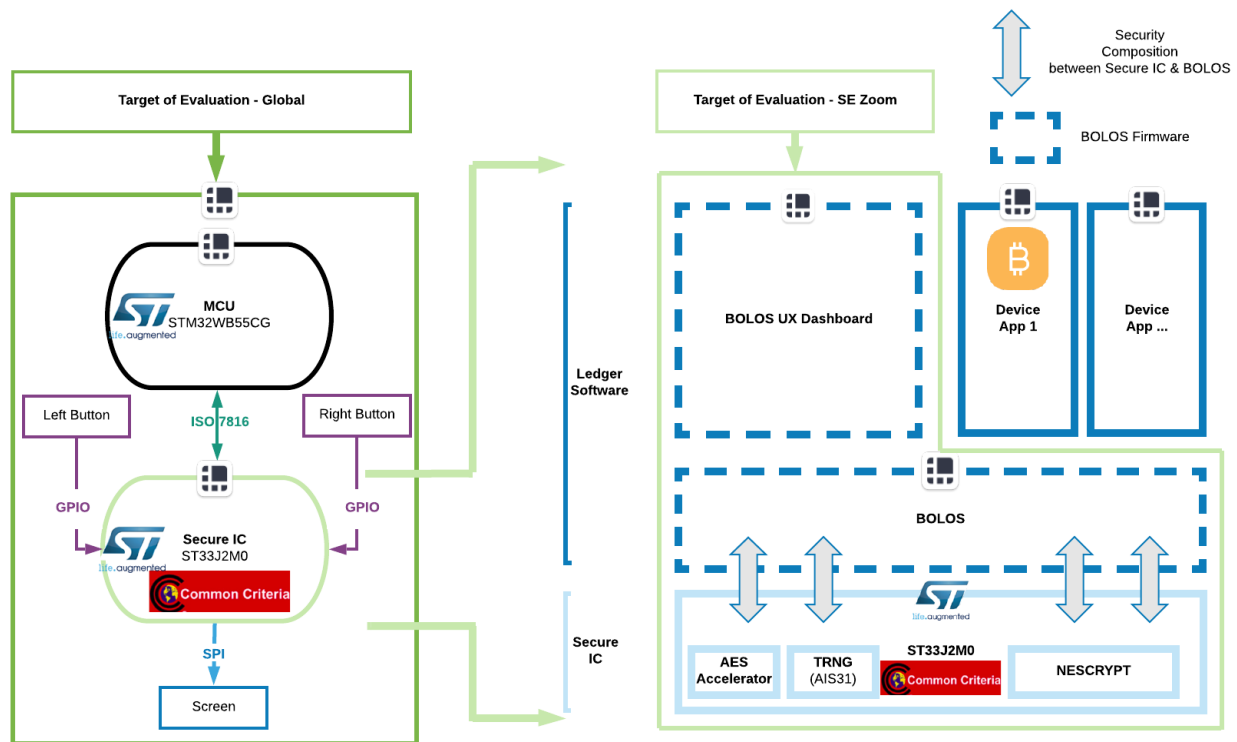 Target of Evaluation - Global
MCU
STM32WB55CG
ST
life.augmented
Left Button
Right Button
ISO 7816
GPIO
GPIO
ST
life.augmented
Secure IC
ST33J2M0
Common Criteria
SPI
Screen
Ledger
Software
Secure
IC
Target of Evaluation - SE Zoom
Security
Composition
between Secure IC & BOLOS
BOLOS Firmware
BOLOS UX Dashboard
Device
App 1
Device
App ...
BOLOS
ST
life.augmented
ST33J2M0
Common Criteria
AES
Accelerator
TRNG
(AIS31)
NESCRYPT